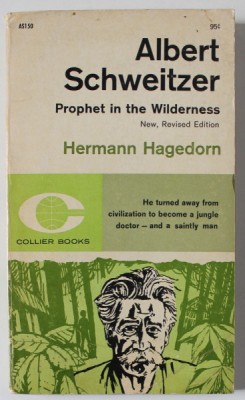 AS150 95¢
Albert
Schweitzer
Prophet in the Wilderness
New, Revised Edition
Hermann Hagedorn
C
COLLIER BOOKS
He turned away from
civilization to become a jungle
doctor — and a saintly man